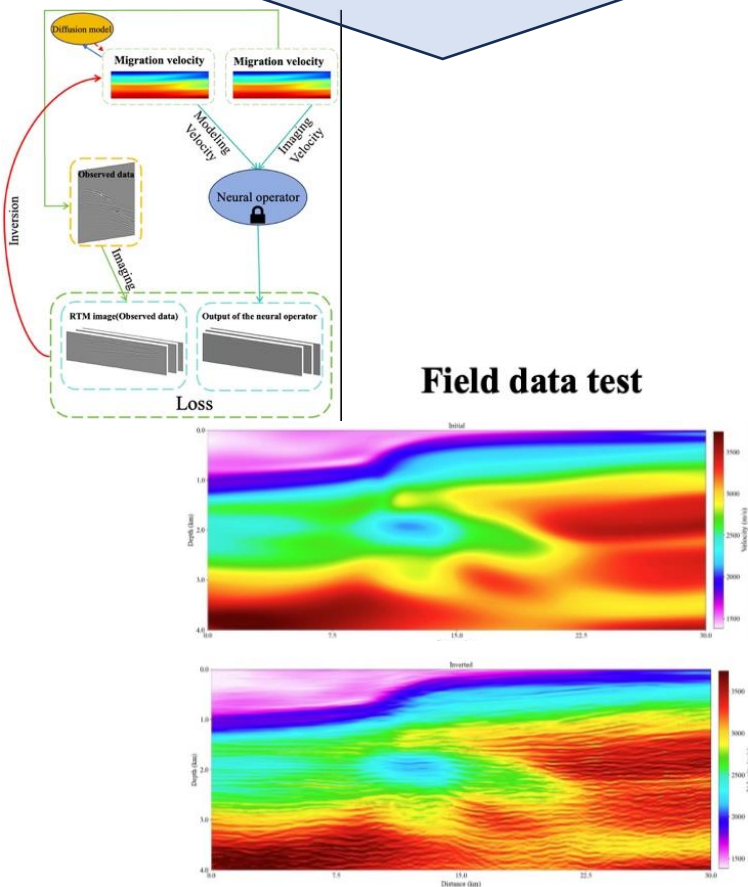 Diffusion model
Migration velocity
Migration velocity
Modeling
Velocity
Imaging
Velocity
Observed data
Neural operator
Inversion
Imaging
RTM image(Observed data)
Output of the neural operator
Loss
Field data test
Initial
0.0
1.0
2.0
3.0
4.0
Depth (km)
0.0
7.5
15.0
22.5
30.0
3500
3000
2500
2000
1500
Velocity (m/s)
Inverted
0.0
1.0
2.0
3.0
4.0
Depth (km)
0.0
7.5
15.0
22.5
30.0
Distance (km)
3500
3000
2500
2000
1500